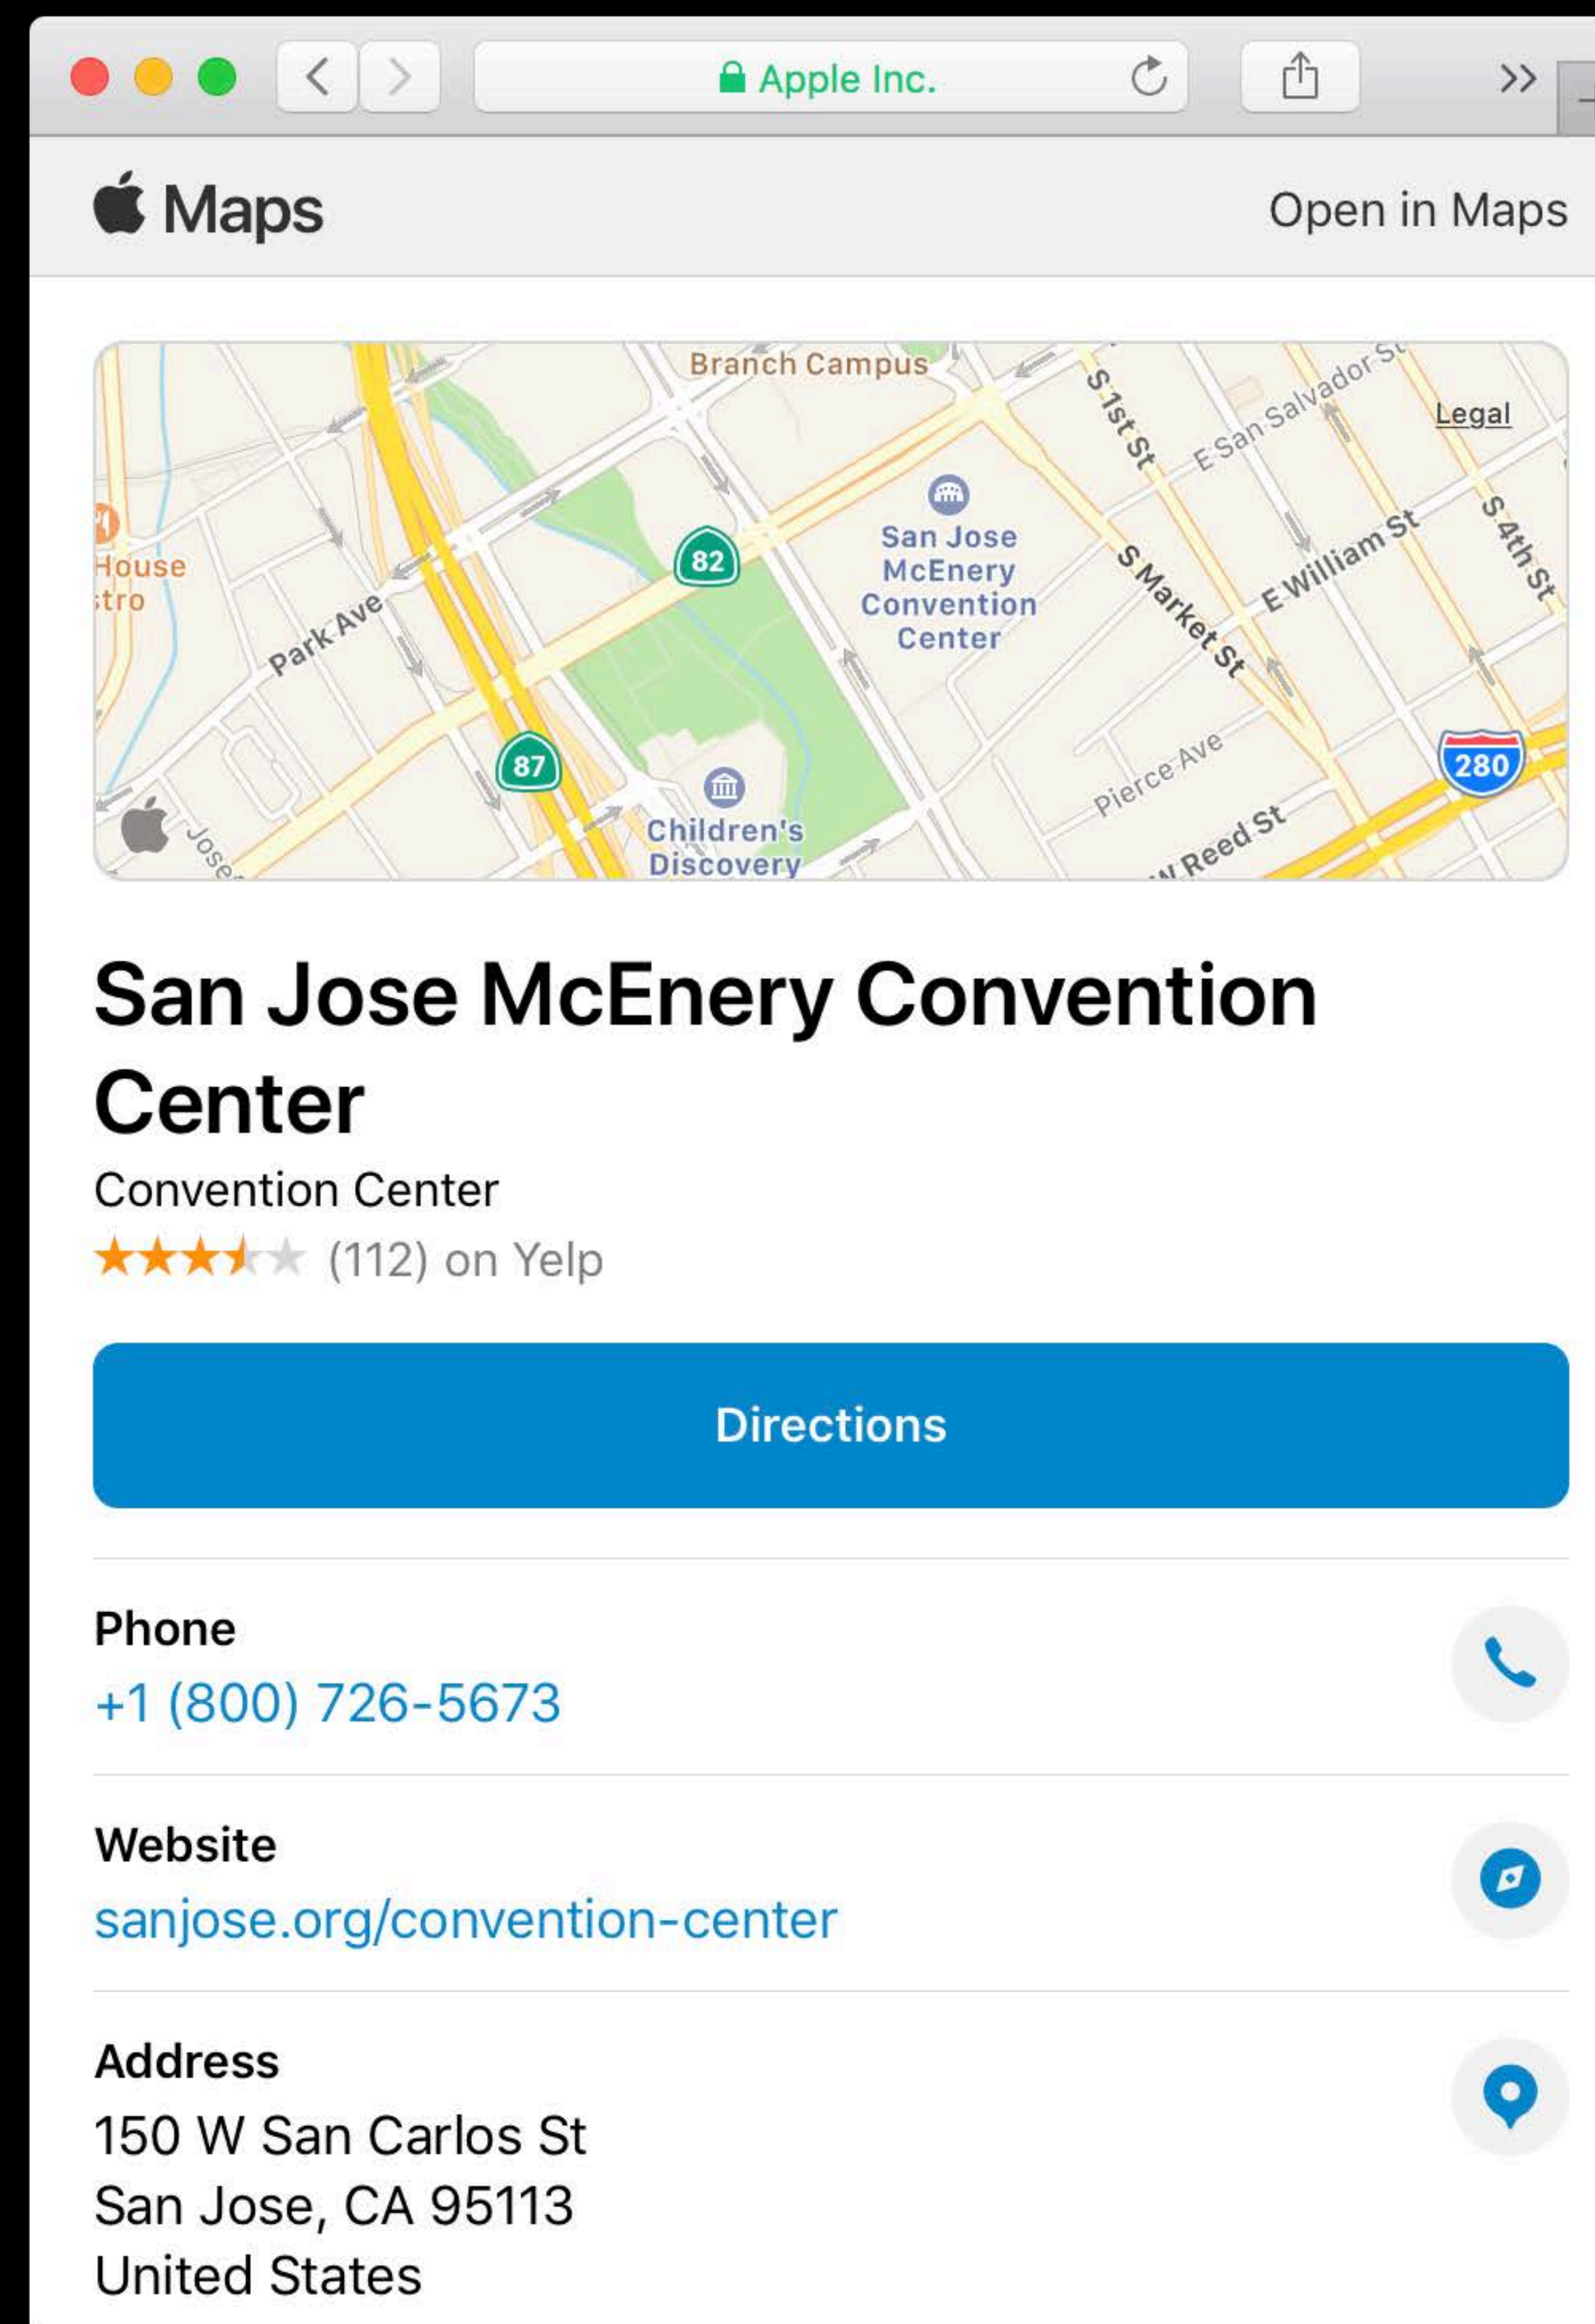 Apple Inc.
Maps
Open in Maps
Branch Campus
S 1st St
E San Salvador St
Legal
San Jose
McEnery
Convention
Center
82
House
tro
Park Ave
S Market St
E William St
S 4th St
87
Children's
Discovery
Pierce Ave
280
W Reed St
Jose
San Jose McEnery Convention
Center
Convention Center
(112) on Yelp
Directions
Phone
+1 (800) 726-5673
Website
sanjose.org/convention-center
Address
150 W San Carlos St
San Jose, CA 95113
United States